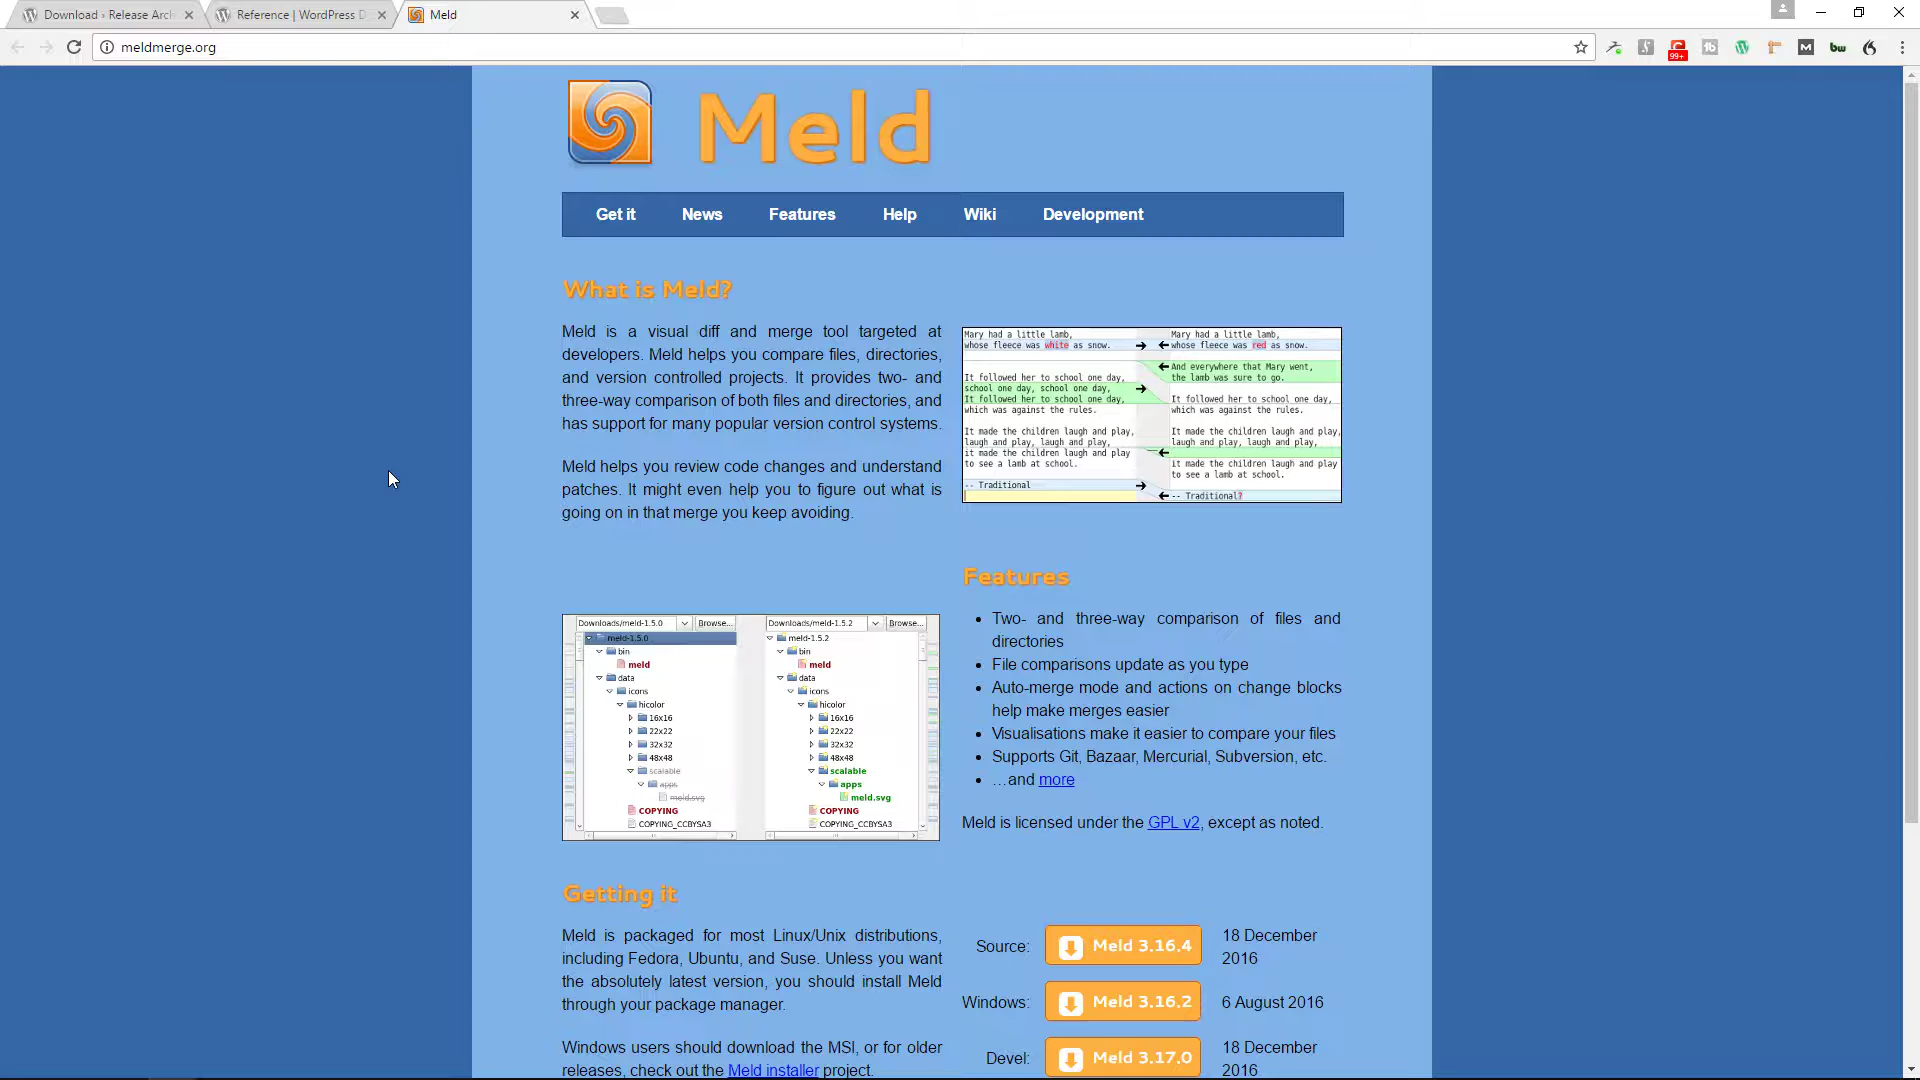 Download › Release Arch
Reference | WordPress D
Meld
meldmerge.org
99+
M
bw
Meld
Get it
News
Features
Help
Wiki
Development
What is Meld?
Meld is a visual diff and merge tool targeted at
developers. Meld helps you compare files, directories,
and version controlled projects. It provides two- and
three-way comparison of both files and directories, and
has support for many popular version control systems.
Meld helps you review code changes and understand
patches. It might even help you to figure out what is
going on in that merge you keep avoiding.
Mary had a little lamb,
whose fleece was white as snow.
It followed her to school one day,
school one day, school one day,
It followed her to school one day,
which was against the rules.
It made the children laugh and play,
laugh and play, laugh and play,
it made the children laugh and play
to see a lamb at school.
-- Traditional
Mary had a little lamb,
whose fleece was red as snow.
And everywhere that Mary went,
the lamb was sure to go.
It followed her to school one day,
which was against the rules.
It made the children laugh and play,
laugh and play, laugh and play,
it made the children laugh and play
to see a lamb at school.
-- Traditional?
Downloads/meld-1.5.0
Browse...
meld-1.5.0
bin
meld
data
icons
hicolor
16x16
22x22
32x32
48x48
scalable
apps
meld.svg
COPYING
COPYING_CCBYSA3
Downloads/meld-1.5.2
Browse...
meld-1.5.2
bin
meld
data
icons
hicolor
16x16
22x22
32x32
48x48
scalable
apps
meld.svg
COPYING
COPYING_CCBYSA3
Features
Two- and three-way comparison of files and
directories
File comparisons update as you type
Auto-merge mode and actions on change blocks
help make merges easier
Visualisations make it easier to compare your files
Supports Git, Bazaar, Mercurial, Subversion, etc.
…and more
Meld is licensed under the GPL v2, except as noted.
Getting it
Meld is packaged for most Linux/Unix distributions,
including Fedora, Ubuntu, and Suse. Unless you want
the absolutely latest version, you should install Meld
through your package manager.
Windows users should download the MSI, or for older
releases, check out the Meld installer project.
Source:
Meld 3.16.4
18 December
2016
Windows:
Meld 3.16.2
6 August 2016
Devel:
Meld 3.17.0
18 December
2016